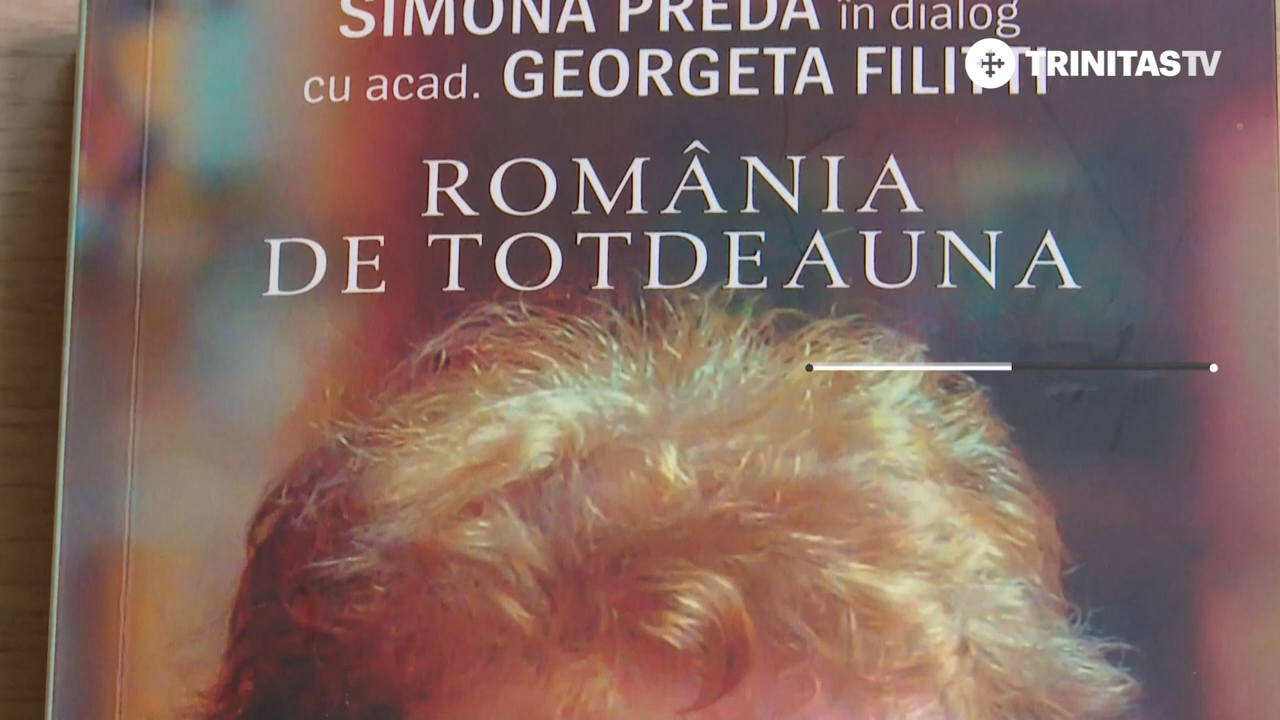 SIMONA PREDA în dialog
cu acad. GEORGETA FILITTI
TRINITASTV
ROMÂNIA
DE TOTDEAUNA